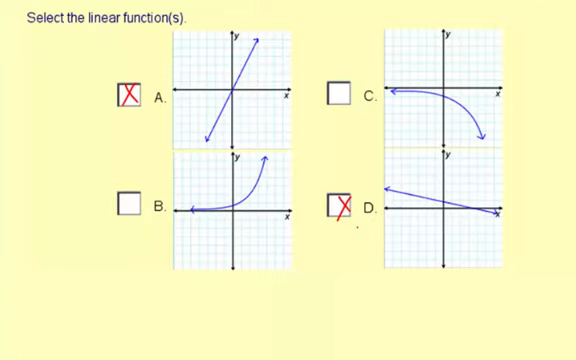 Select the linear function(s).
X A. y x
C. y x
B. y x
X D. y x